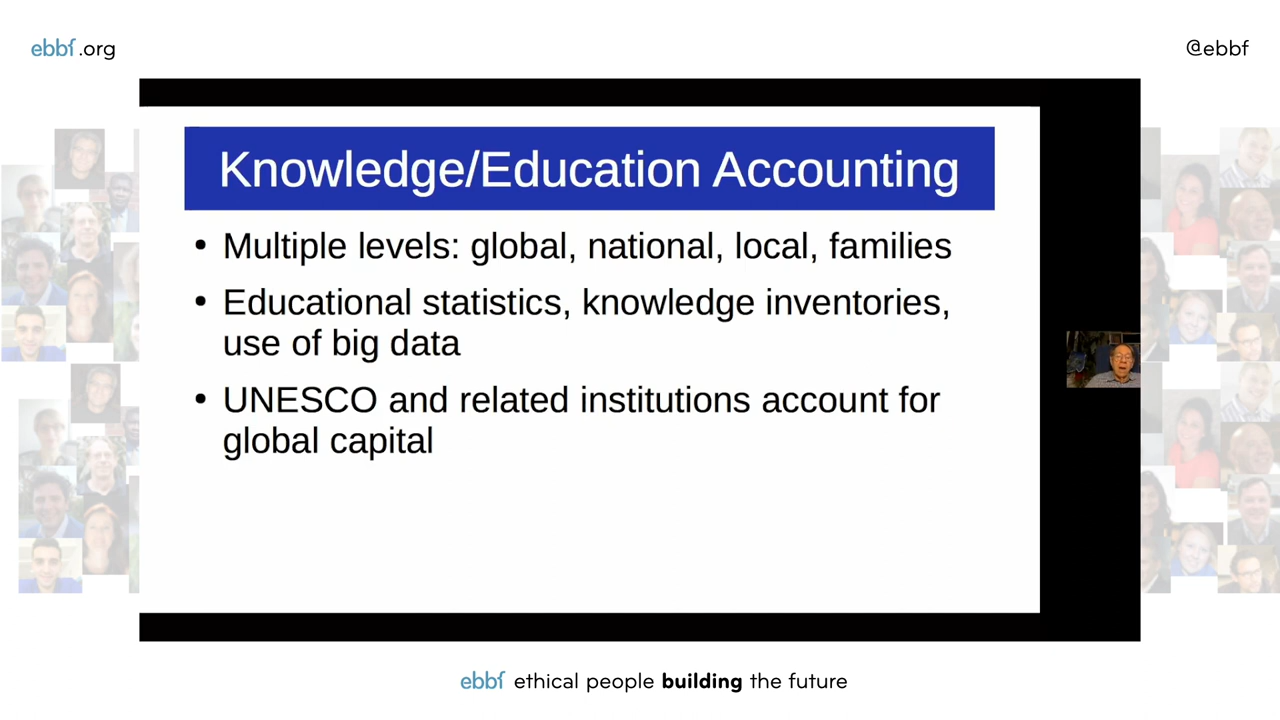 ebbf.org
@ebbf
Knowledge/Education Accounting
• Multiple levels: global, national, local, families
• Educational statistics, knowledge inventories,
use of big data
• UNESCO and related institutions account for
global capital
ebbf ethical people building the future